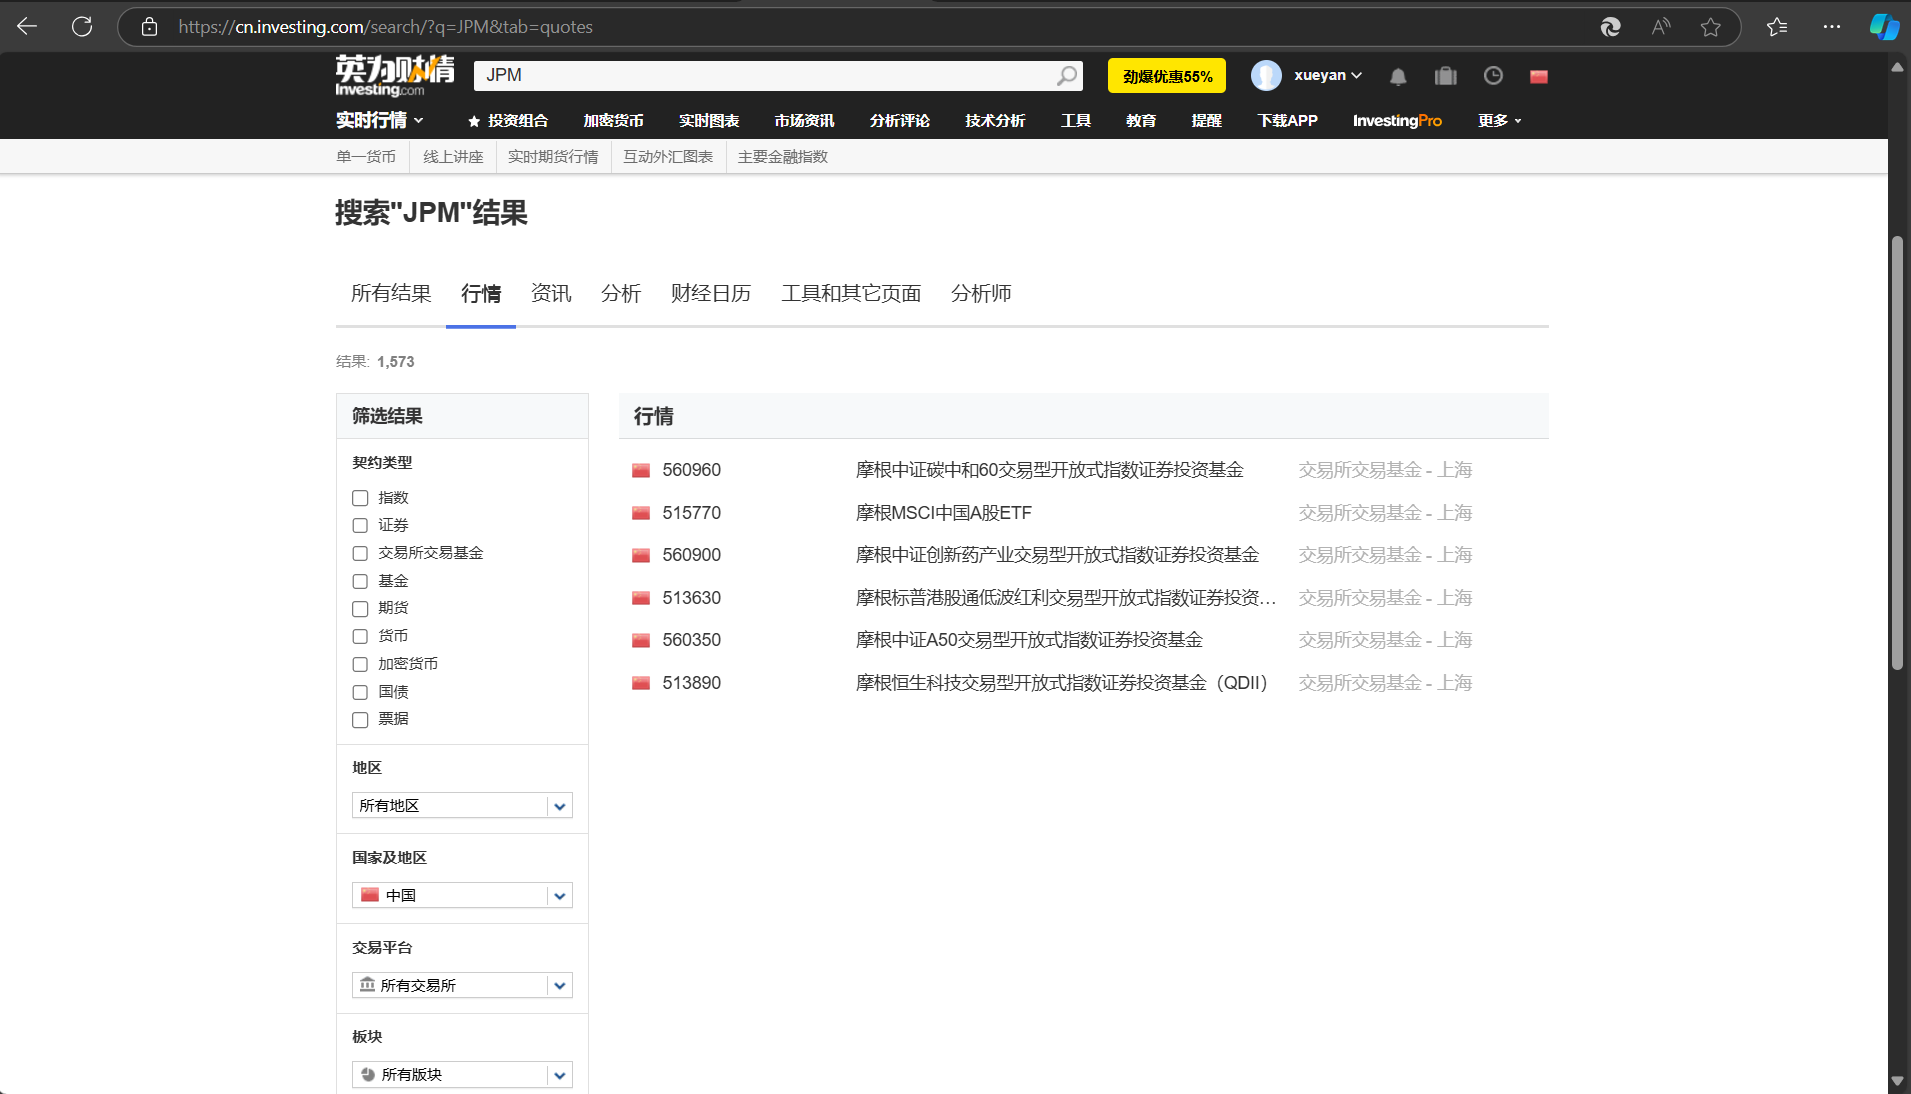 https://cn.investing.com/search/?q=JPM&tab=quotes
英为财情
Investing.com
JPM
劲爆优惠55%
xueyan
实时行情
投资组合
加密货币
实时图表
市场资讯
分析评论
技术分析
工具
教育
提醒
下载APP
InvestingPro
更多
单一货币
线上讲座
实时期货行情
互动外汇图表
主要金融指数
搜索"JPM"结果
所有结果
行情
资讯
分析
财经日历
工具和其它页面
分析师
结果: 1,573
筛选结果
契约类型
指数
证券
交易所交易基金
基金
期货
货币
加密货币
国债
票据
地区
所有地区
国家及地区
中国
交易平台
所有交易所
板块
所有版块
行情
560960 摩根中证碳中和60交易型开放式指数证券投资基金 交易所交易基金 - 上海
515770 摩根MSCI中国A股ETF 交易所交易基金 - 上海
560900 摩根中证创新药产业交易型开放式指数证券投资基金 交易所交易基金 - 上海
513630 摩根标普港股通低波红利交易型开放式指数证券投资… 交易所交易基金 - 上海
560350 摩根中证A50交易型开放式指数证券投资基金 交易所交易基金 - 上海
513890 摩根恒生科技交易型开放式指数证券投资基金（QDII） 交易所交易基金 - 上海